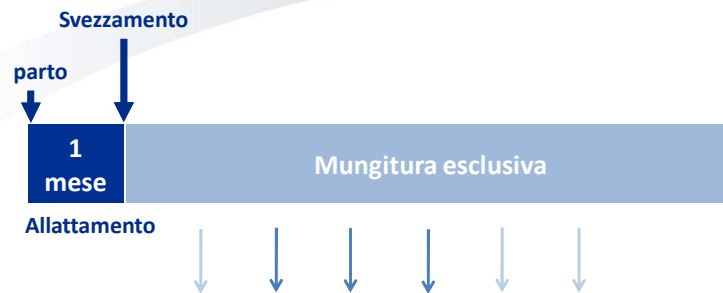 Svezzamento
parto
1
mese
Mungitura esclusiva
Allattamento